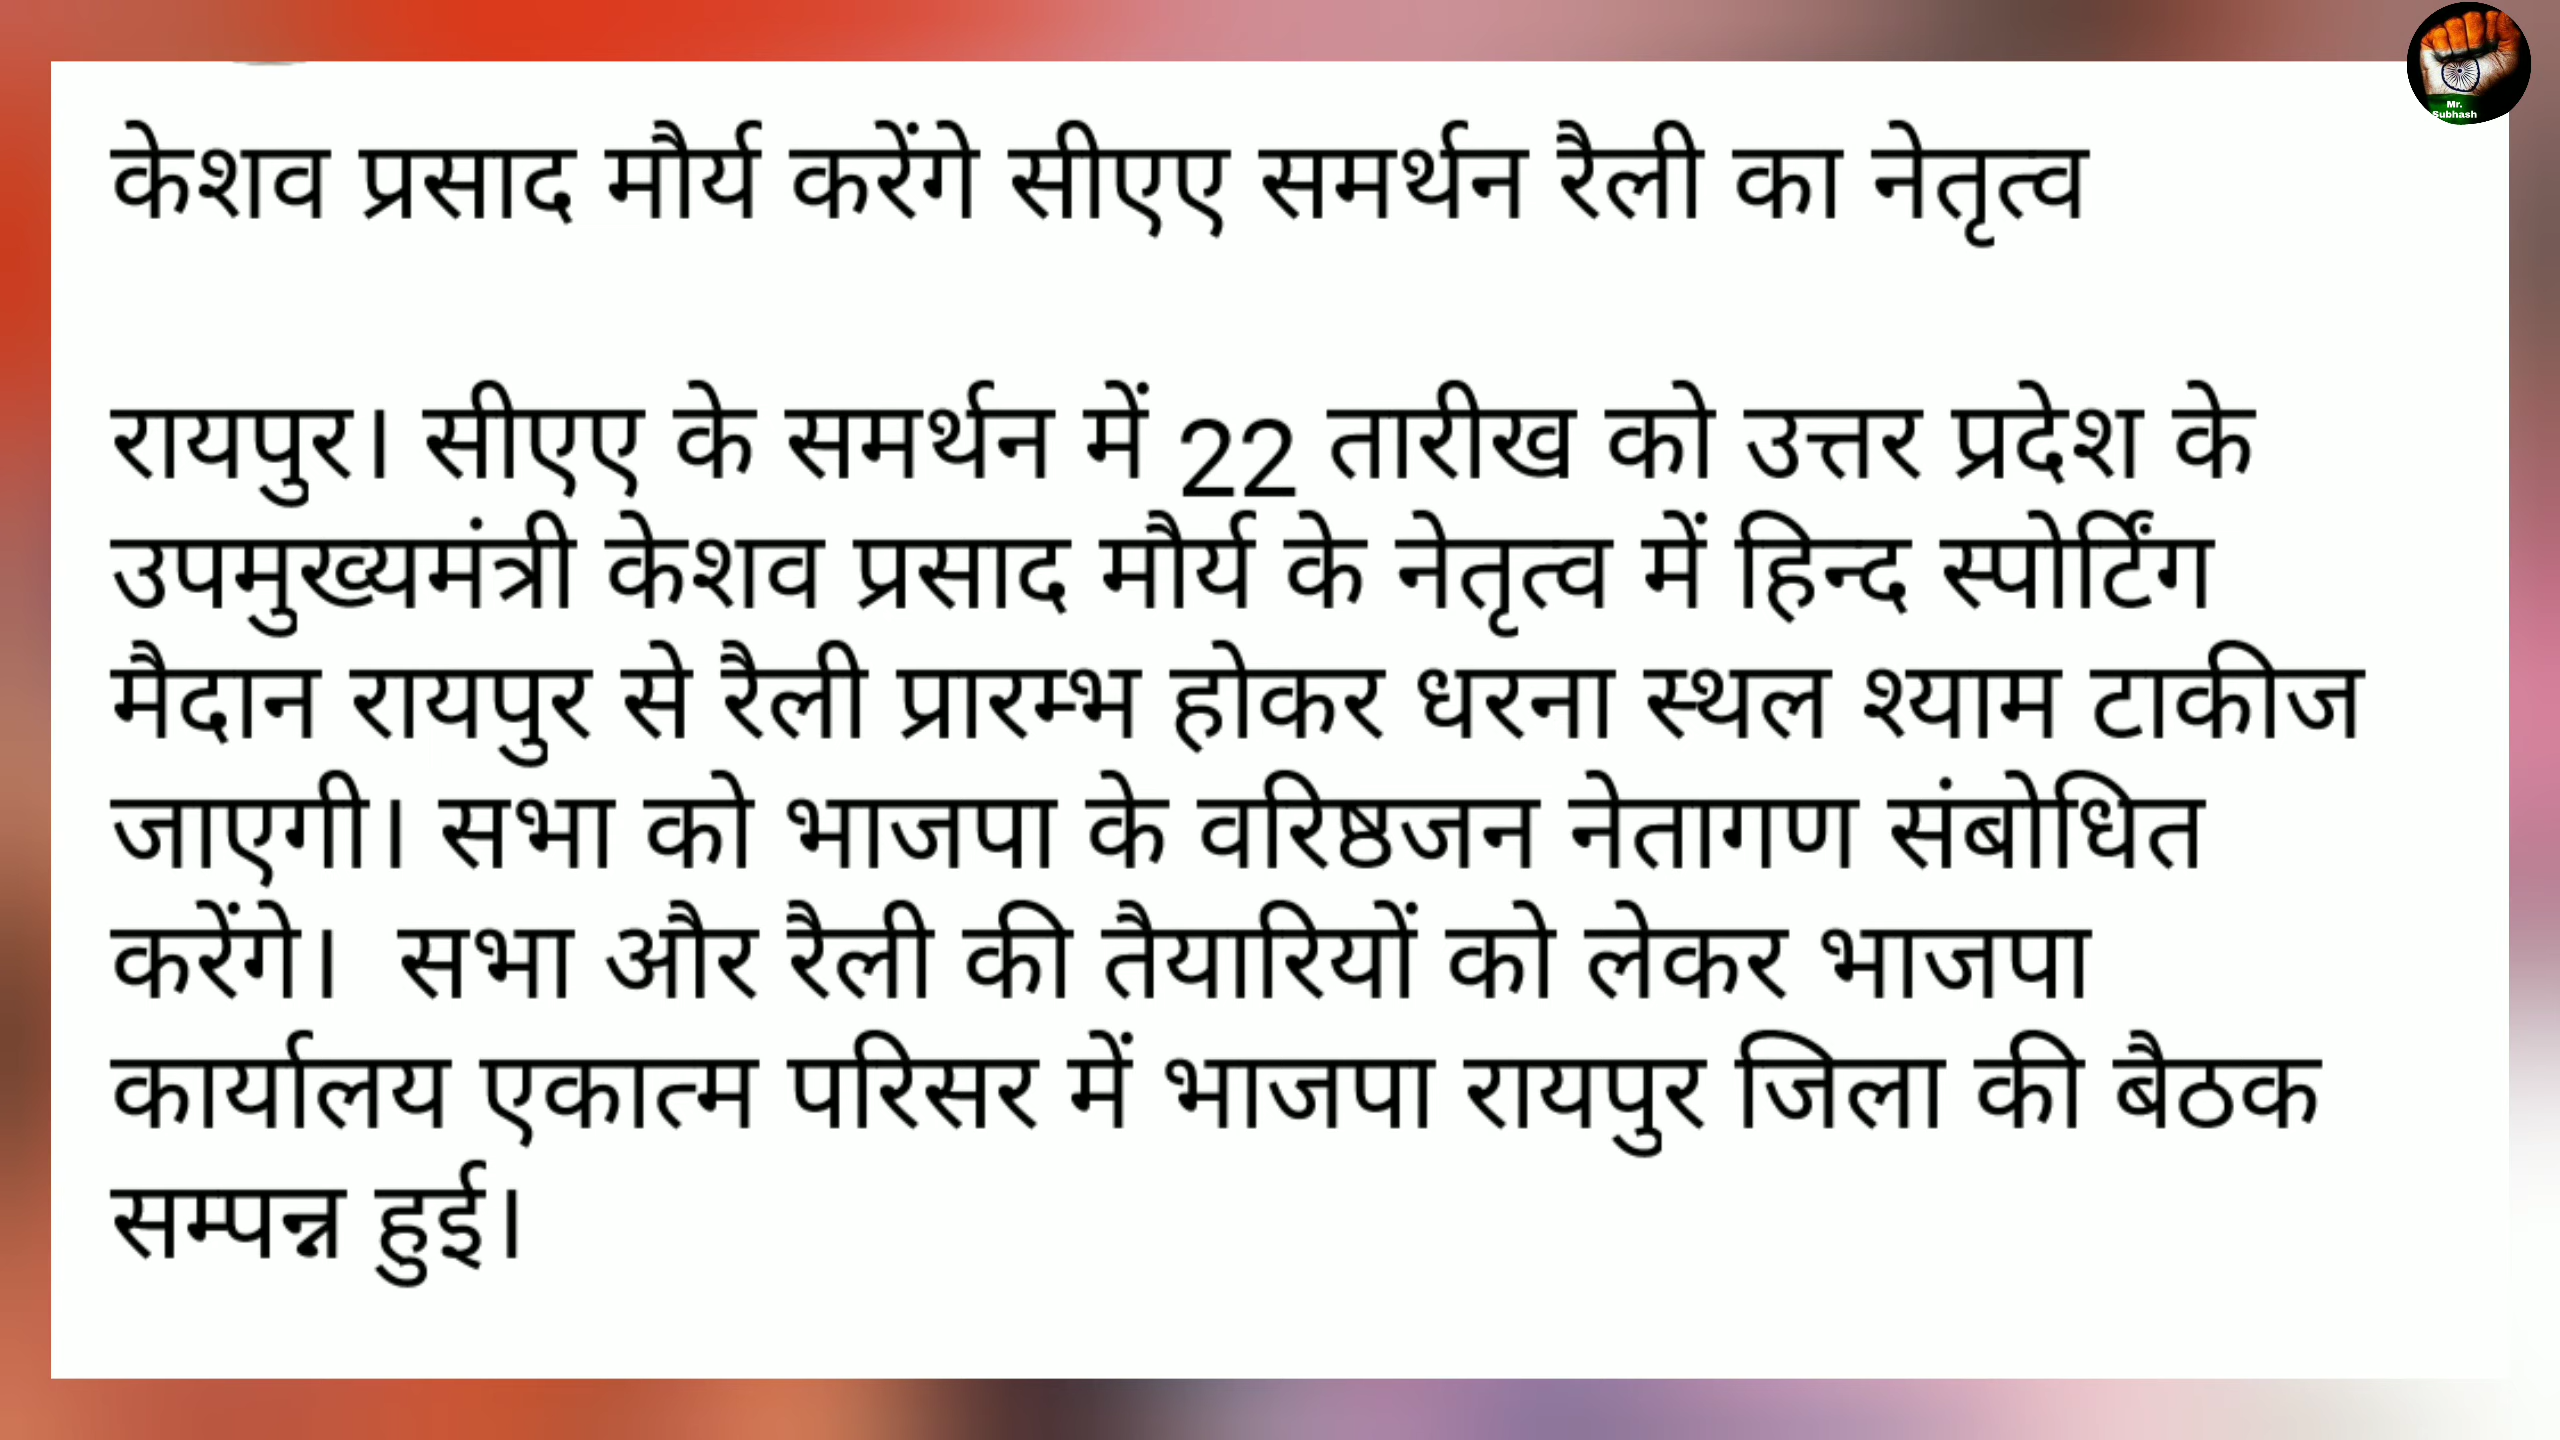 Mr.
Subhash
केशव प्रसाद मौर्य करेंगे सीएए समर्थन रैली का नेतृत्व
रायपुर। सीएए के समर्थन में 22 तारीख को उत्तर प्रदेश के
उपमुख्यमंत्री केशव प्रसाद मौर्य के नेतृत्व में हिन्द स्पोर्टिंग
मैदान रायपुर से रैली प्रारम्भ होकर धरना स्थल श्याम टाकीज
जाएगी। सभा को भाजपा के वरिष्ठजन नेतागण संबोधित
करेंगे।  सभा और रैली की तैयारियों को लेकर भाजपा
कार्यालय एकात्म परिसर में भाजपा रायपुर जिला की बैठक
सम्पन्न हुई।